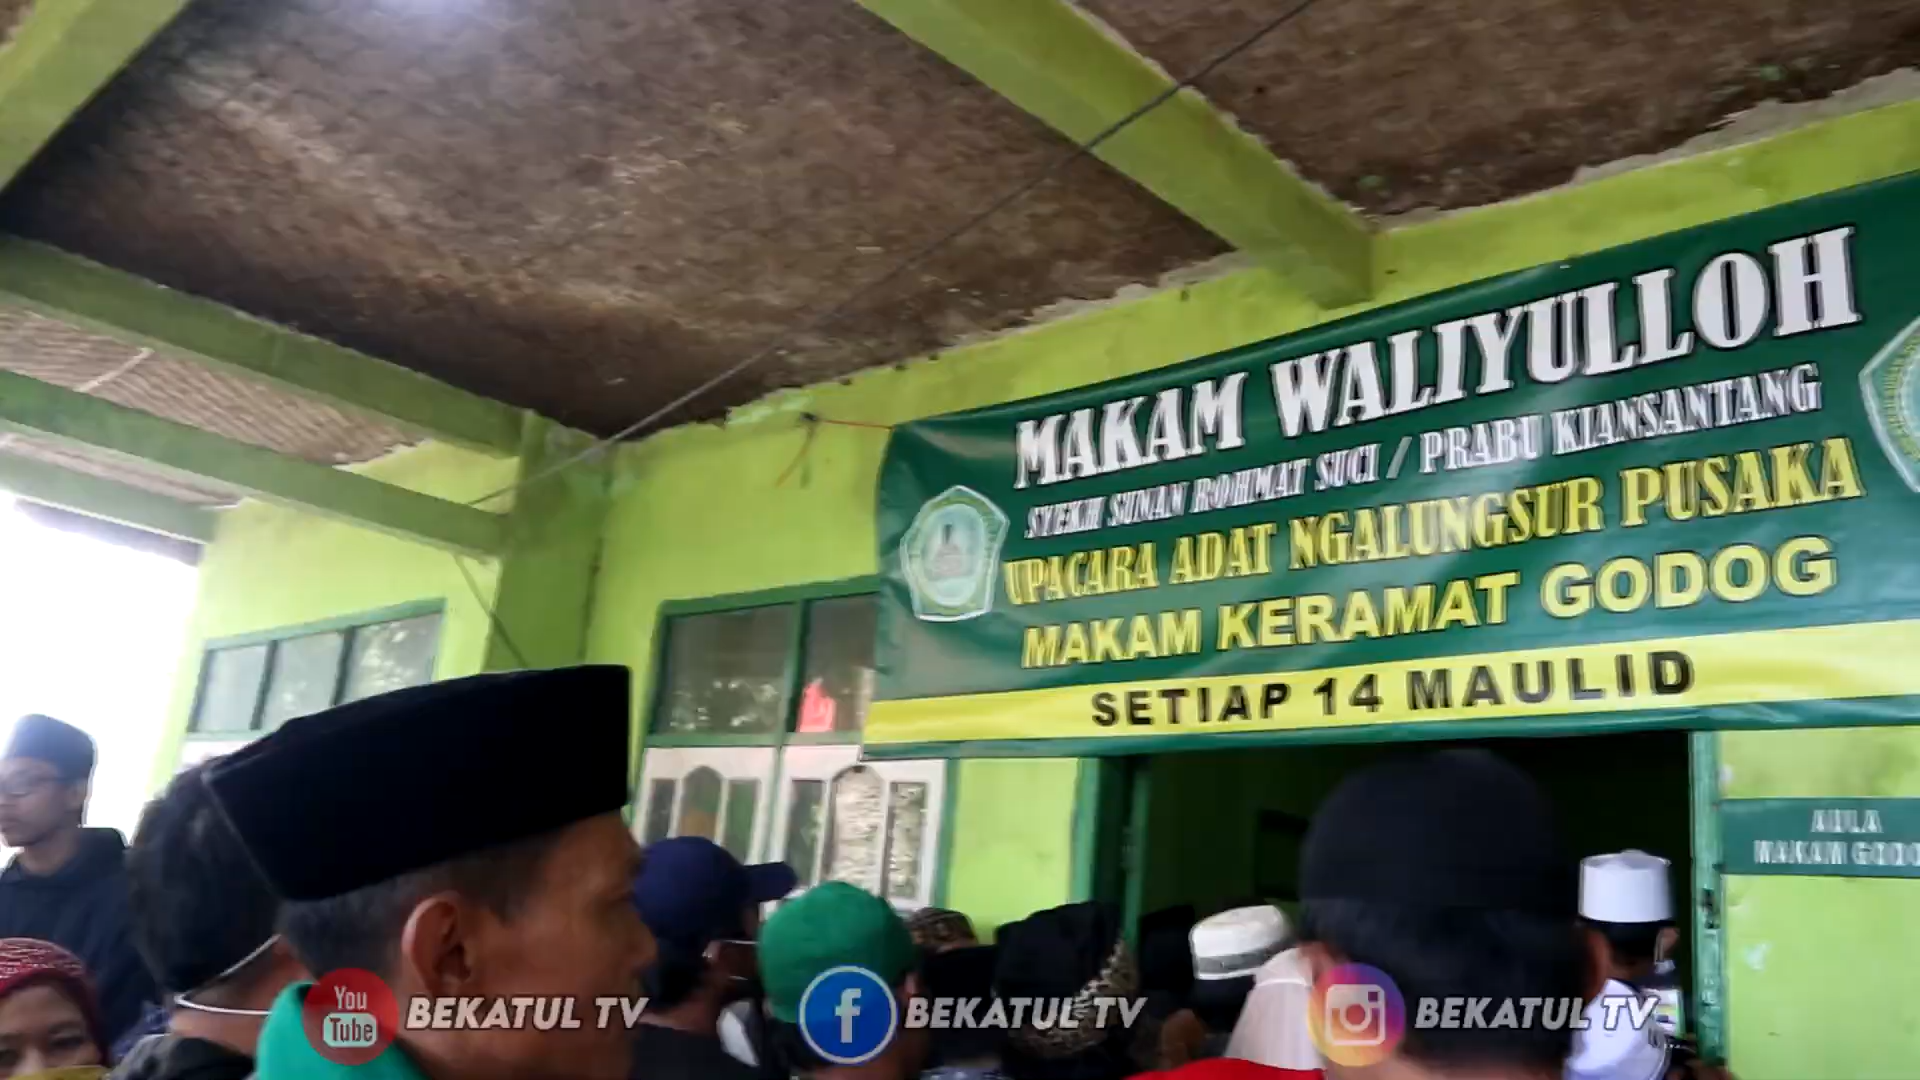 MAKAM WALIYULLOH
SYEKH SUNAN ROHMAT SUCI / PRABU KIANSANTANG
UPACARA ADAT NGALUNGSUR PUSAKA
MAKAM KERAMAT GODOG
SETIAP 14 MAULID
AULA
MAKAM GODOG
You
Tube
BEKATUL TV
f
BEKATUL TV
BEKATUL TV